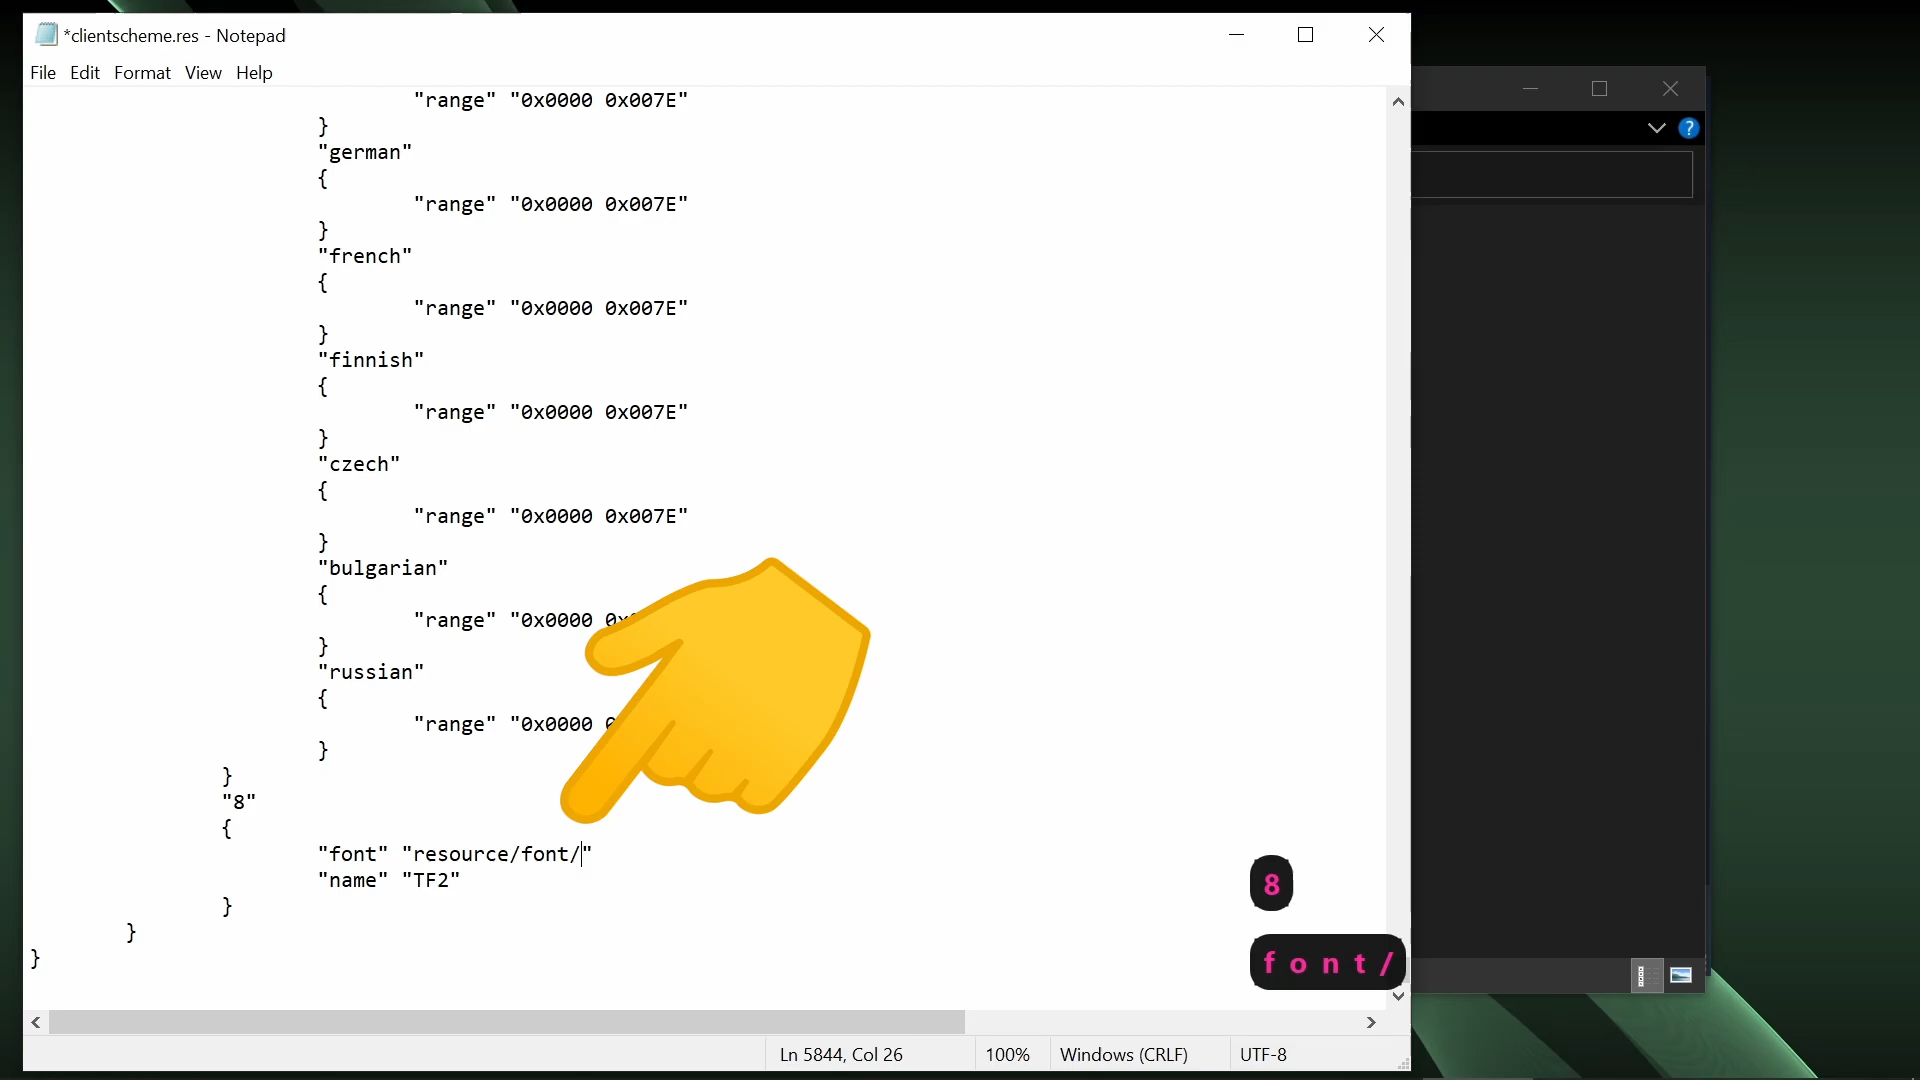 *clientscheme.res - Notepad
File Edit Format View Help
"range" "0x0000 0x007E"
}
"german"
{
"range" "0x0000 0x007E"
}
"french"
{
"range" "0x0000 0x007E"
}
"finnish"
{
"range" "0x0000 0x007E"
}
"czech"
{
"range" "0x0000 0x007E"
}
"bulgarian"
{
"range" "0x0000
}
"russian"
{
"range" "0x0000
}
}
"8"
{
"font" "resource/font/"
"name" "TF2"
}
}
}
8
font/
Ln 5844, Col 26 100% Windows (CRLF) UTF-8
?